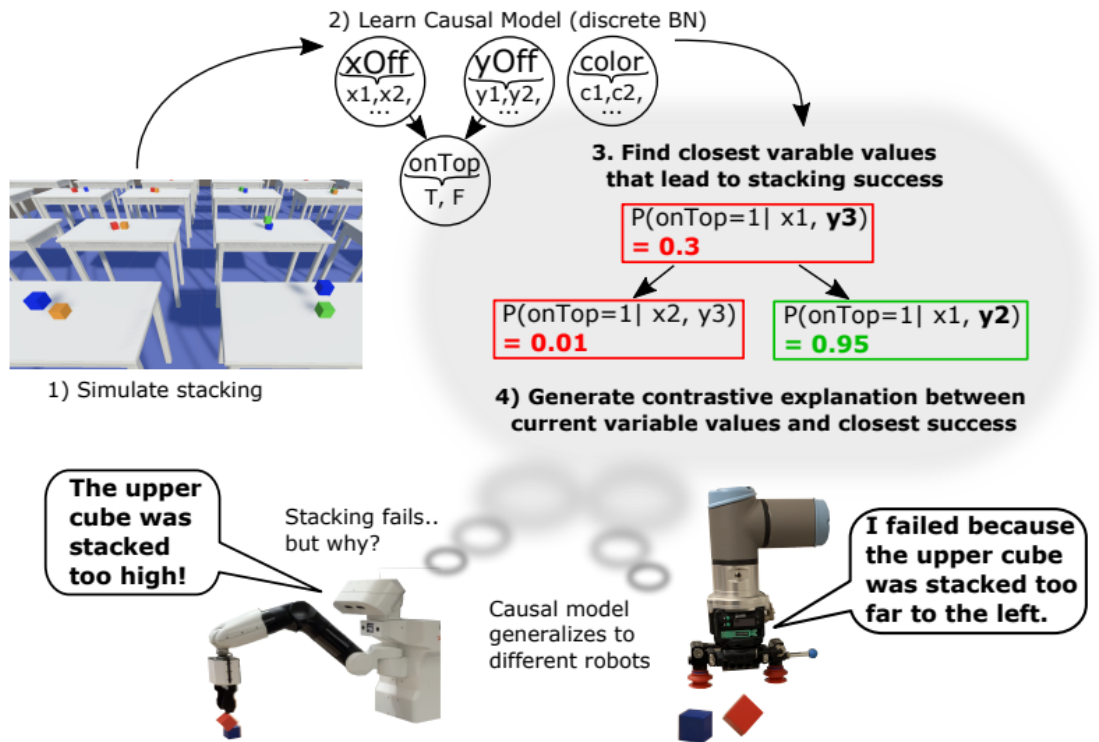 2) Learn Causal Model (discrete BN)
xOff
x1,x2,
...
yOff
y1,y2,
...
color
c1,c2,
...
onTop
T, F
3. Find closest varable values
that lead to stacking success
P(onTop=1| x1, y3)
= 0.3
P(onTop=1| x2, y3)
= 0.01
P(onTop=1| x1, y2)
= 0.95
1) Simulate stacking
4) Generate contrastive explanation between
current variable values and closest success
The upper
cube was
stacked
too high!
Stacking fails..
but why?
Causal model
generalizes to
different robots
I failed because
the upper cube
was stacked too
far to the left.